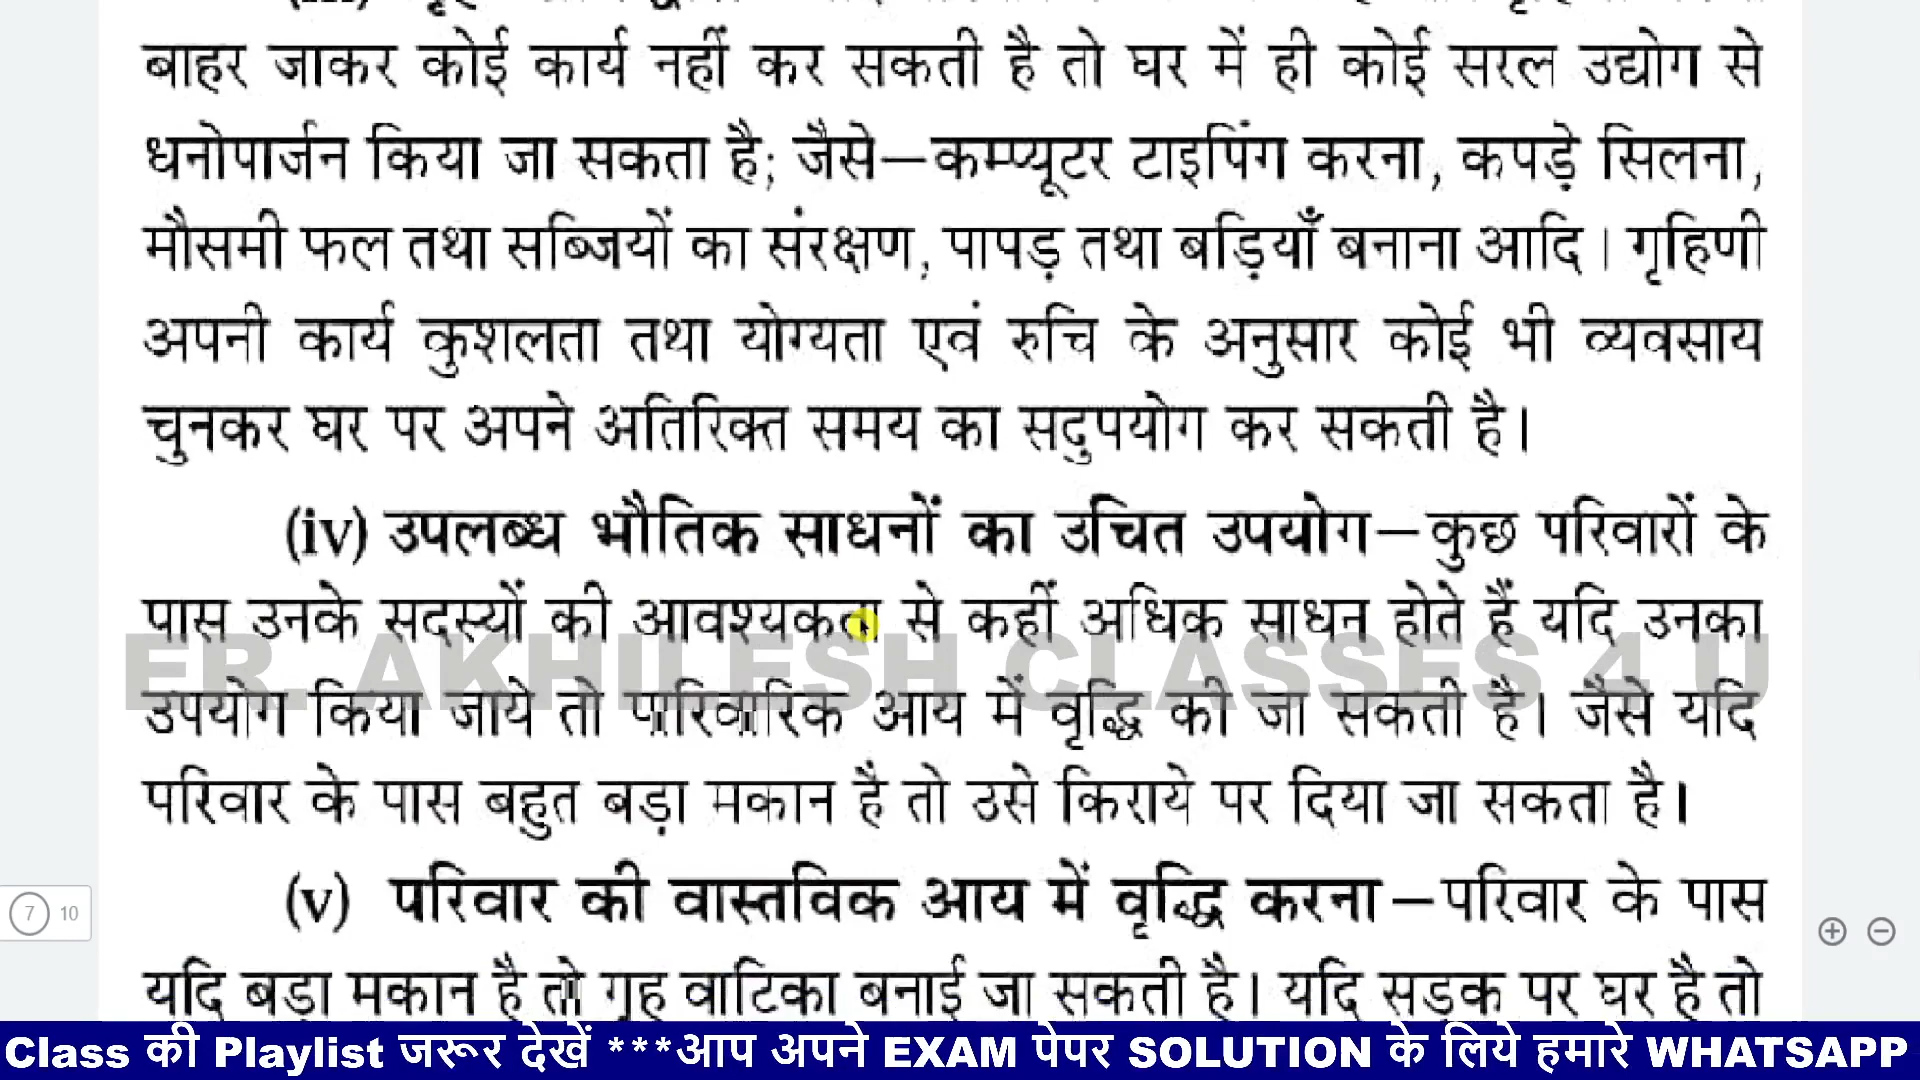 बाहर जाकर कोई कार्य नहीं कर सकती है तो घर में ही कोई सरल उद्योग से
धनोपार्जन किया जा सकता है; जैसे—कम्प्यूटर टाइपिंग करना, कपड़े सिलना,
मौसमी फल तथा सब्जियों का संरक्षण, पापड़ तथा बड़ियाँ बनाना आदि। गृहिणी
अपनी कार्य कुशलता तथा योग्यता एवं रुचि के अनुसार कोई भी व्यवसाय
चुनकर घर पर अपने अतिरिक्त समय का सदुपयोग कर सकती है।
(iv) उपलब्ध भौतिक साधनों का उचित उपयोग—कुछ परिवारों के
पास उनके सदस्यों की आवश्यकता से कहीं अधिक साधन होते हैं यदि उनका
ER. AKHILESH CLASSES 4 U
उपयोग किया जाये तो पारिवारिक आय में वृद्धि की जा सकती है। जैसे यदि
परिवार के पास बहुत बड़ा मकान है तो उसे किराये पर दिया जा सकता है।
(v) परिवार की वास्तविक आय में वृद्धि करना—परिवार के पास
7 10
यदि बड़ा मकान है तो गृह वाटिका बनाई जा सकती है। यदि सड़क पर घर है तो
Class की Playlist जरूर देखें ***आप अपने EXAM पेपर SOLUTION के लिये हमारे WHATSAPP